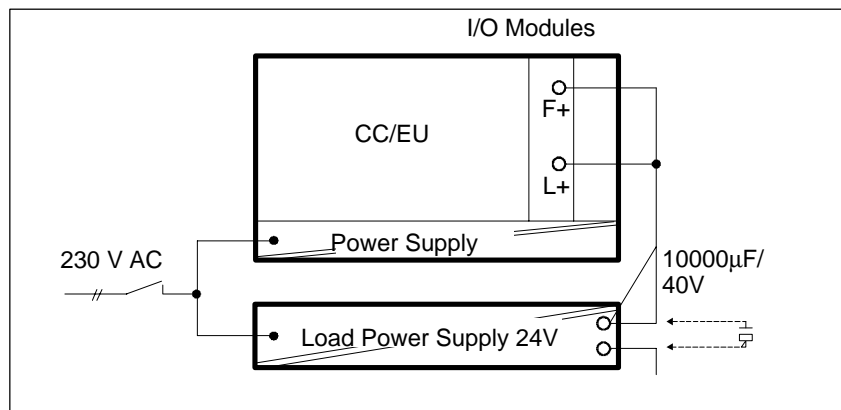 I/O Modules
F+
CC/EU
L+
Power Supply
230 V AC
10000μF/
40V
Load Power Supply 24V